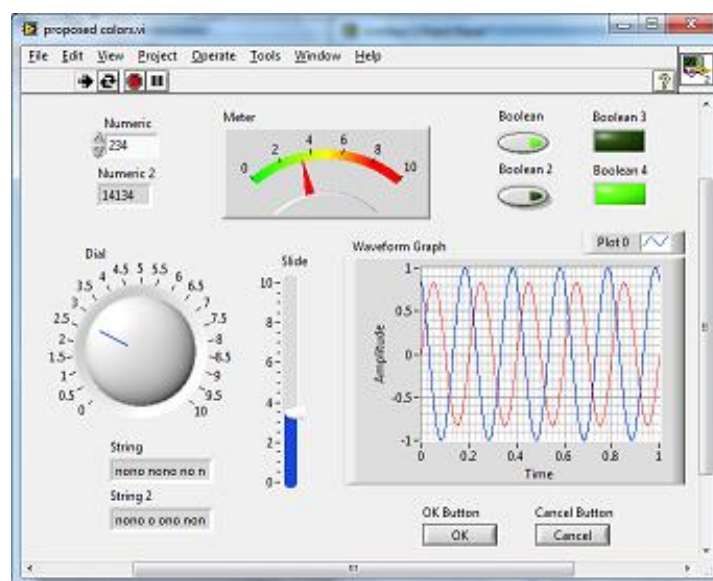 proposed colors.vi
File Edit View Project Operate Tools Window Help
Numeric
234
Numeric 2
14134
Meter
0 2 4 6 8 10
Boolean
Boolean 3
Boolean 2
Boolean 4
Dial
0 0.5 1 1.5 2 2.5 3 3.5 4 4.5 5 5.5 6 6.5 7 7.5 8 8.5 9 9.5 10
Slide
10
8
6
4
2
0
Waveform Graph
Plot 0
Amplitude
1
0.5
0
-0.5
-1
0 0.2 0.4 0.6 0.8 1
Time
String
nono nono no n
String 2
nono o ono non
OK Button
OK
Cancel Button
Cancel